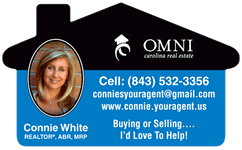 OMNI
carolina real estate
Cell: (843) 532-3356
conniesyouragent@gmail.com
www.connie.youragent.us
Connie White
REALTOR®, ABR, MRP
Buying or Selling....
I'd Love To Help!